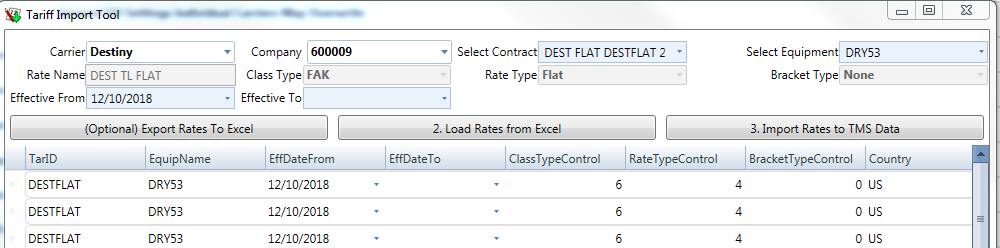 Tariff Import Tool
Carrier Destiny Company 600009 Select Contract DEST FLAT DESTFLAT 2 Select Equipment DRY53
Rate Name DEST TL FLAT Class Type FAK Rate Type Flat Bracket Type None
Effective From 12/10/2018 Effective To
(Optional) Export Rates To Excel 2. Load Rates from Excel 3. Import Rates to TMS Data
TarID EquipName EffDateFrom EffDateTo ClassTypeControl RateTypeControl BracketTypeControl Country
DESTFLAT DRY53 12/10/2018 6 4 0 US
DESTFLAT DRY53 12/10/2018 6 4 0 US
DESTFLAT DRY53 12/10/2018 6 4 0 US